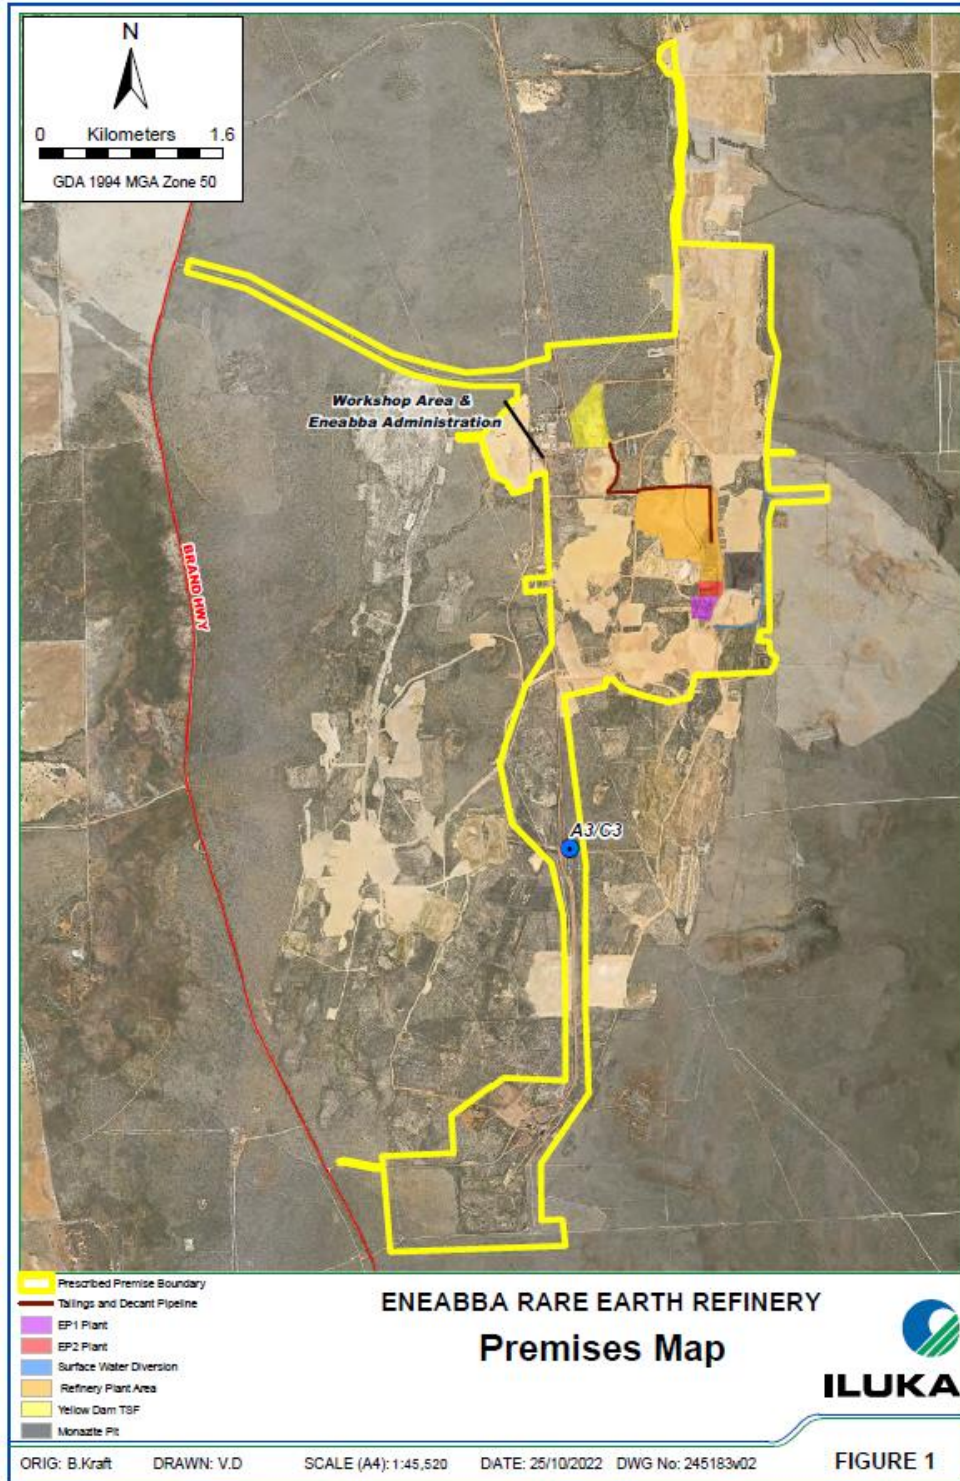 N
0 Kilometers 1.6
GDA 1994 MGA Zone 50
Workshop Area &
Eneabba Administration
BRAND HWY
A3/C3
Prescribed Premise Boundary
Tailings and Decant Pipeline
EP1 Plant
EP2 Plant
Surface Water Diversion
Refinery Plant Area
Yellow Dam TSF
Monazite Pit
ENEABBA RARE EARTH REFINERY
Premises Map
ILUKA
ORIG: B.Kraft DRAWN: V.D SCALE (A4): 1:45,520 DATE: 25/10/2022 DWG No: 245183v02 FIGURE 1